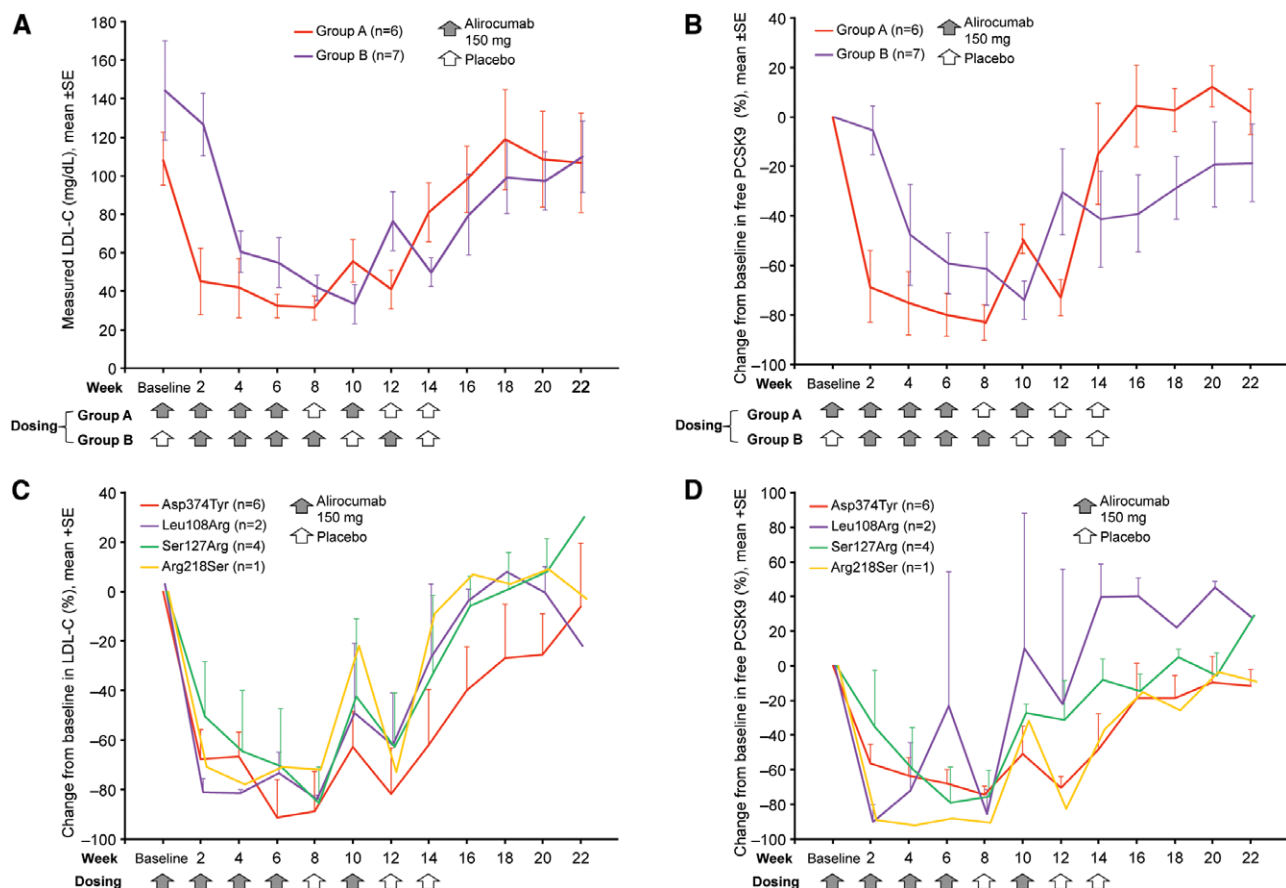 A
Measured LDL-C (mg/dL), mean ±SE
180
160
140
120
100
80
60
40
20
0
Group A (n=6)
Group B (n=7)
Alirocumab
150 mg
Placebo
Week Baseline 2 4 6 8 10 12 14 16 18 20 22
Dosing
Group A
Group B
B
Change from baseline in free PCSK9 (%), mean ±SE
40
20
0
–20
–40
–60
–80
–100
Group A (n=6)
Group B (n=7)
Alirocumab
150 mg
Placebo
Week Baseline 2 4 6 8 10 12 14 16 18 20 22
Dosing
Group A
Group B
C
Change from baseline in LDL-C (%), mean +SE
40
20
0
–20
–40
–60
–80
–100
Asp374Tyr (n=6)
Leu108Arg (n=2)
Ser127Arg (n=4)
Arg218Ser (n=1)
Alirocumab
150 mg
Placebo
Week Baseline 2 4 6 8 10 12 14 16 18 20 22
Dosing
D
Change from baseline in free PCSK9 (%), mean +SE
100
80
60
40
20
0
–20
–40
–60
–80
–100
Asp374Tyr (n=6)
Leu108Arg (n=2)
Ser127Arg (n=4)
Arg218Ser (n=1)
Alirocumab
150 mg
Placebo
Week Baseline 2 4 6 8 10 12 14 16 18 20 22
Dosing